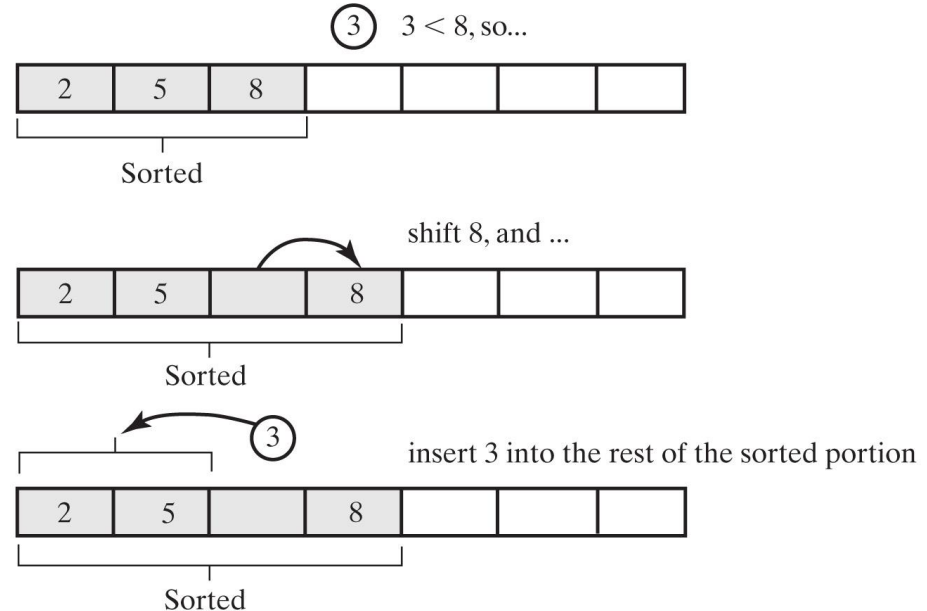 3 3 < 8, so...
2 5 8
Sorted
shift 8, and ...
2 5 8
Sorted
3
insert 3 into the rest of the sorted portion
2 5 8
Sorted